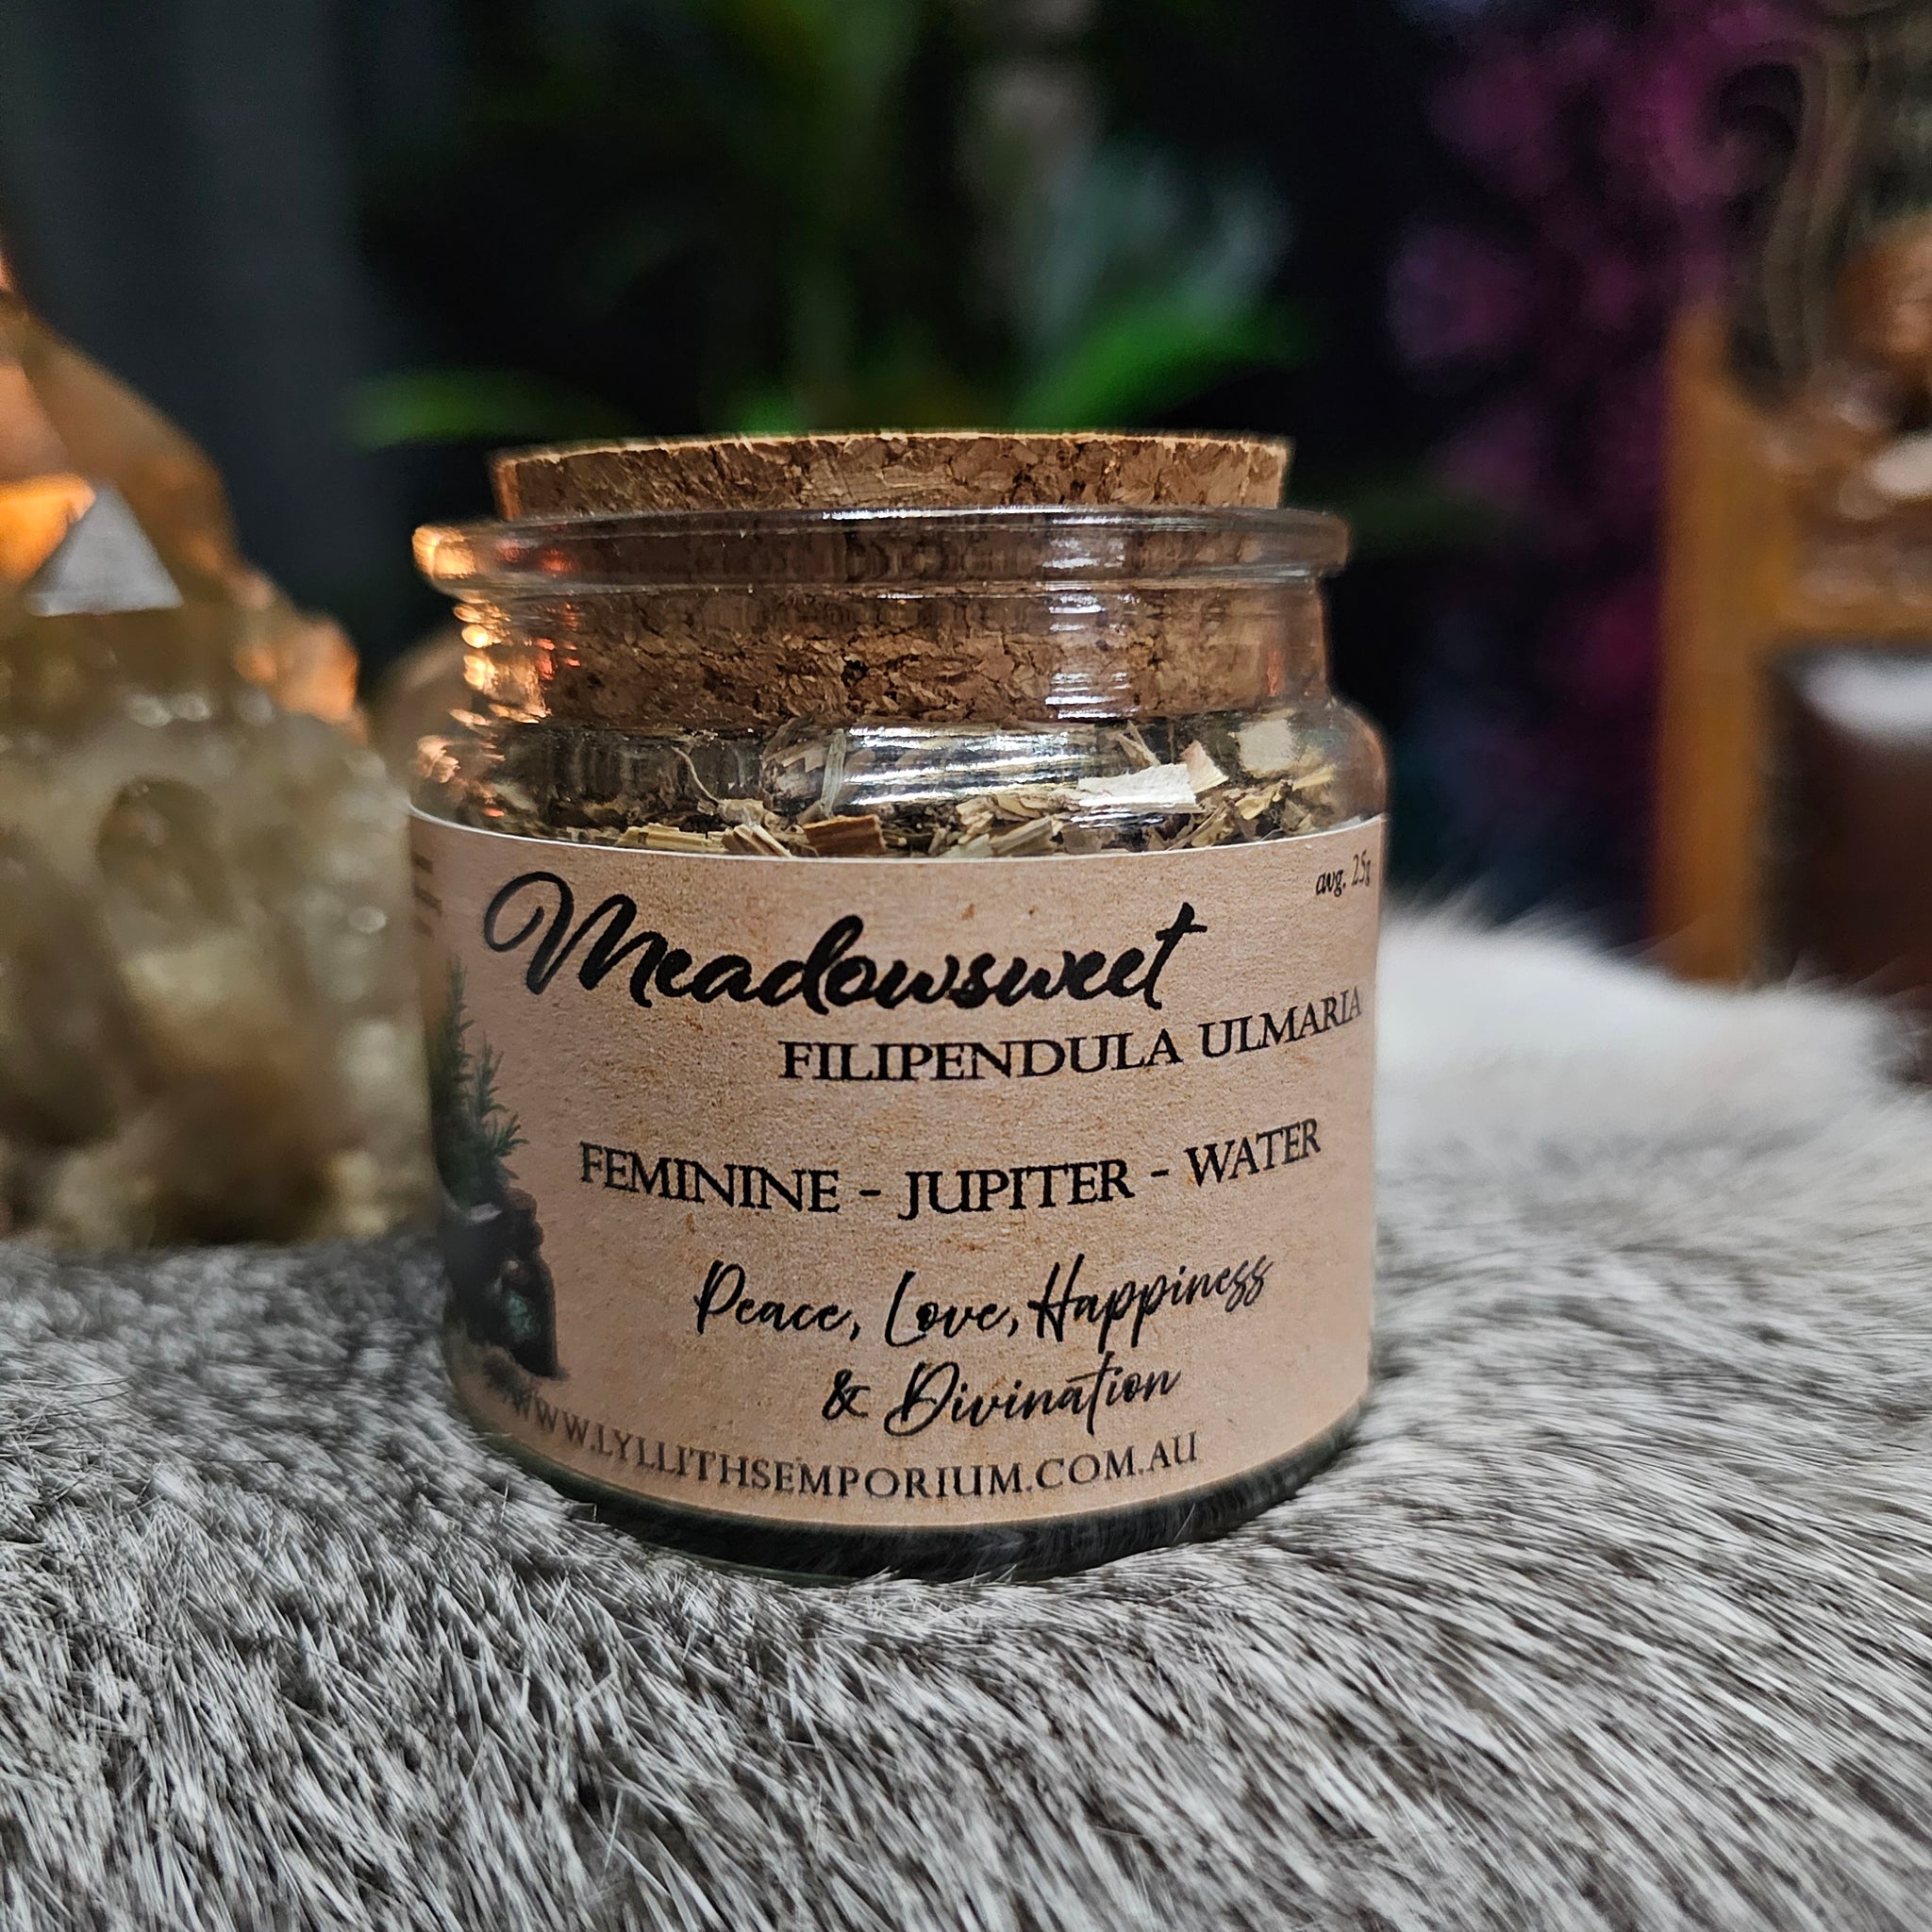 avg. 25g
Meadowsweet
FILIPENDULA ULMARIA
FEMININE - JUPITER - WATER
Peace, Love, Happiness
& Divination
WWW.LYLLITHSEMPORIUM.COM.AU